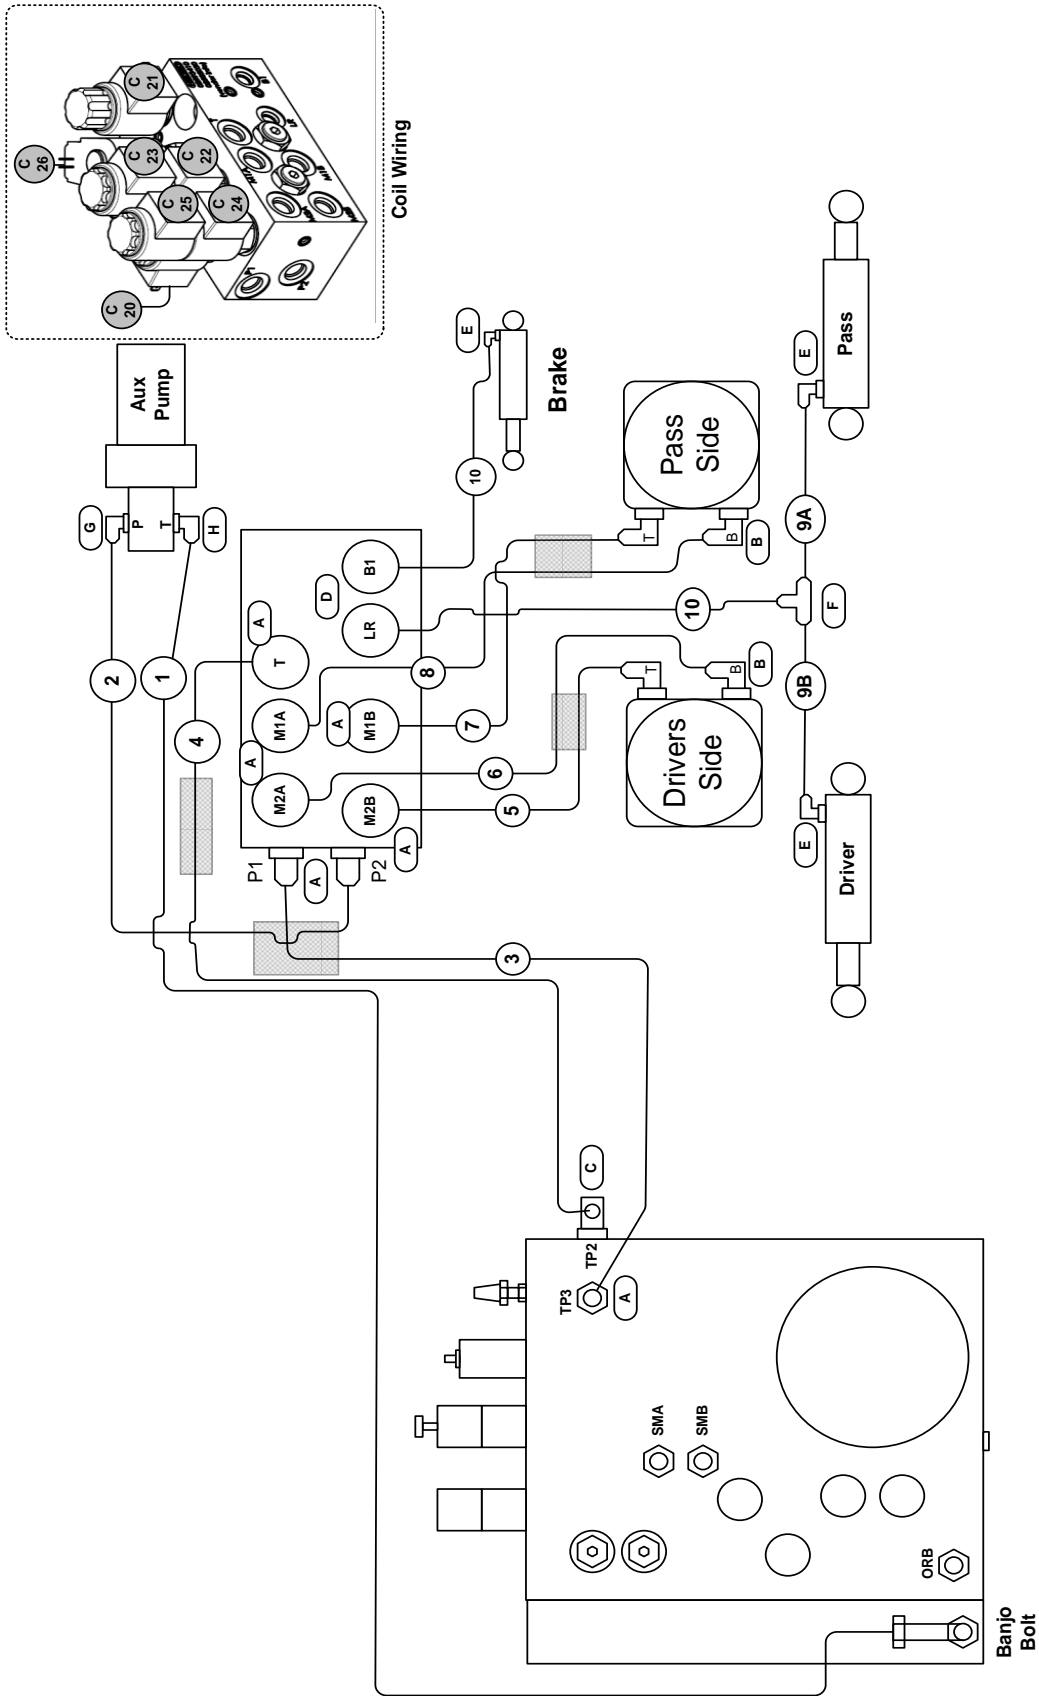 C
26
C
21
C
23
C
22
C
25
C
24
C
20
Coil Wiring
Aux
Pump
G
P
T
H
2
1
4
A
T
D
B1
LR
M1A
A
M1B
A
M2A
M2B
A
P1
A
P2
10
E
Brake
8
7
6
5
3
Pass
Side
T
B
B
Drivers
Side
T
B
B
10
F
9A
9B
E
Pass
E
Driver
C
TP2
TP3
A
SMA
SMB
ORB
Banjo
Bolt